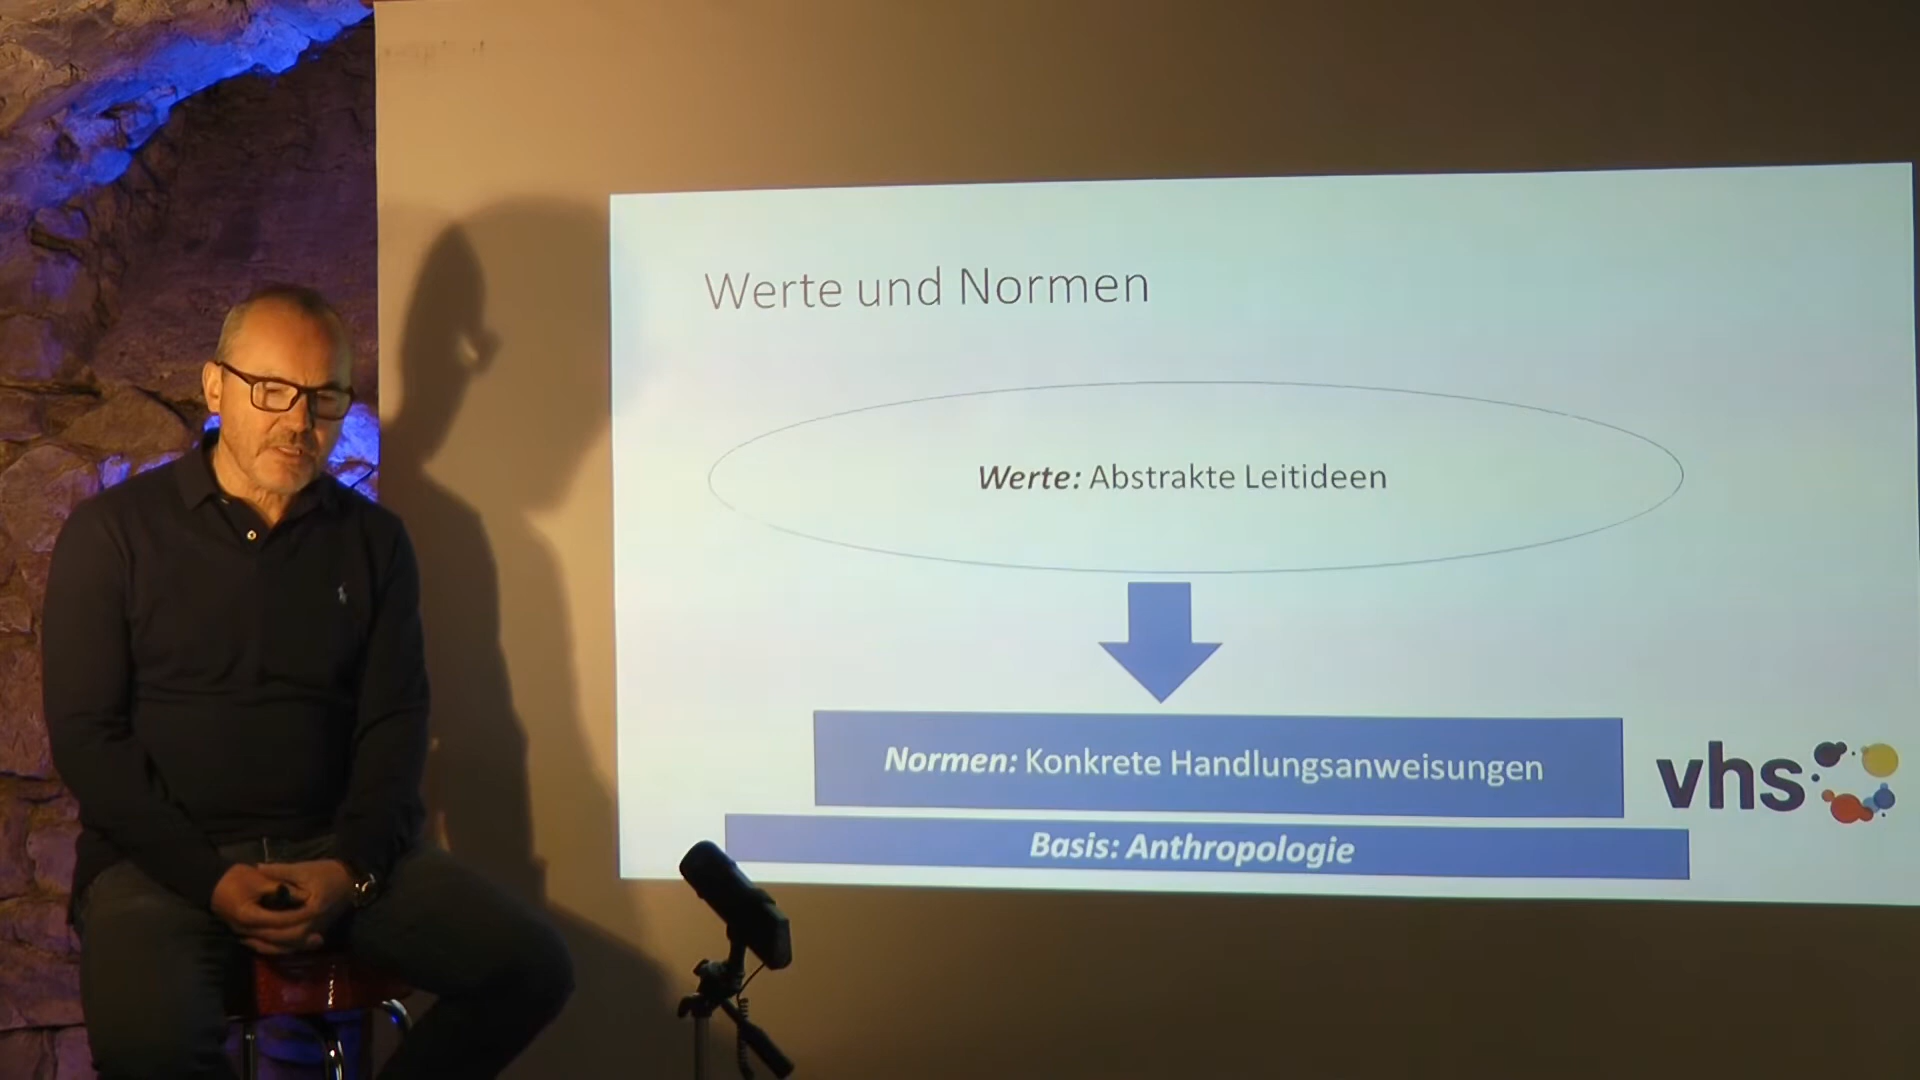 Werte und Normen
Werte: Abstrakte Leitideen
Normen: Konkrete Handlungsanweisungen
vhs
Basis: Anthropologie